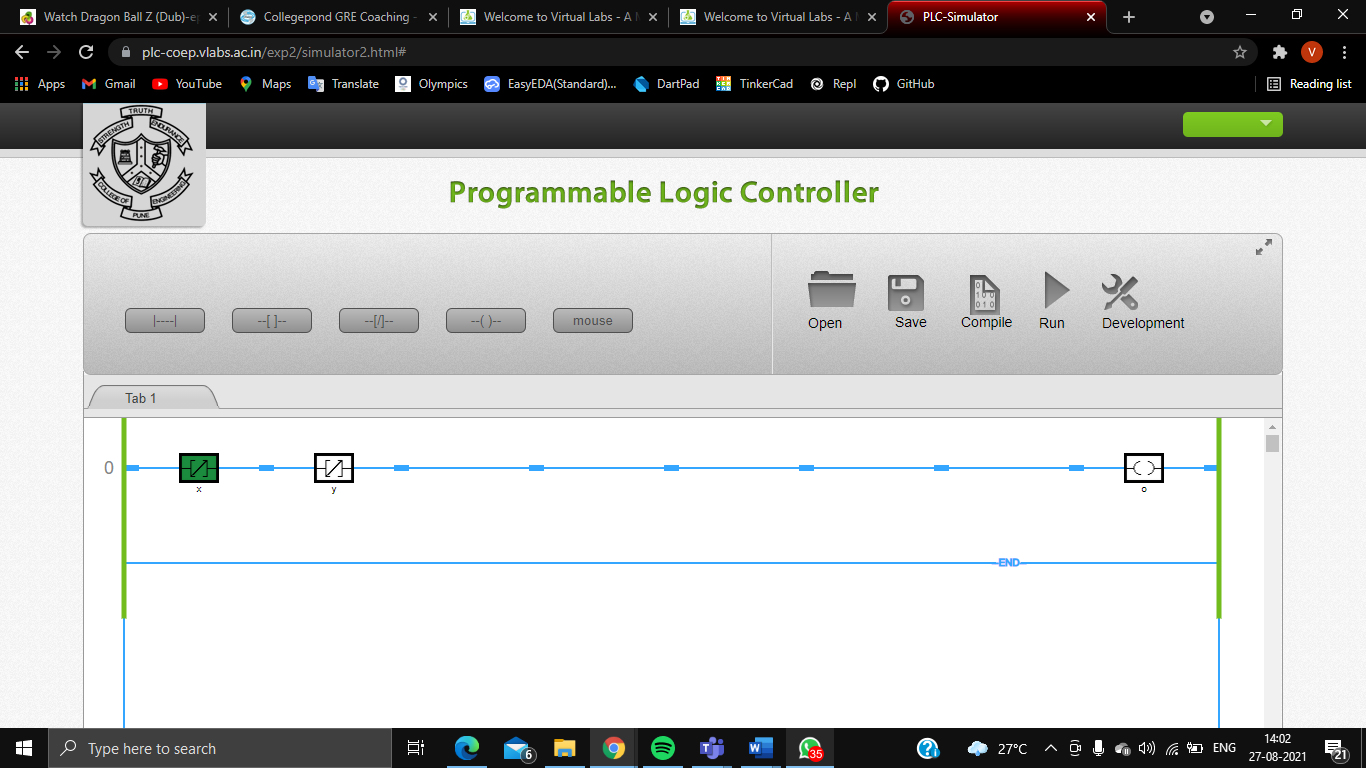 Watch Dragon Ball Z (Dub)-ep
Collegepond GRE Coaching -
Welcome to Virtual Labs - A M
Welcome to Virtual Labs - A M
PLC-Simulator
plc-coep.vlabs.ac.in/exp2/simulator2.html#
V
Apps
Gmail
YouTube
Maps
Translate
Olympics
EasyEDA(Standard)...
DartPad
TinkerCad
Repl
GitHub
Reading list
TRUTH
STRENGTH
ENDURANCE
COLLEGE OF
ENGINEERING
PUNE
Programmable Logic Controller
|----|
--[ ]--
--[/]--
--( )--
mouse
Open
Save
Compile
Run
Development
Tab 1
0
x
y
o
-END-
Type here to search
6
35
27°C
ENG
14:02
27-08-2021
21